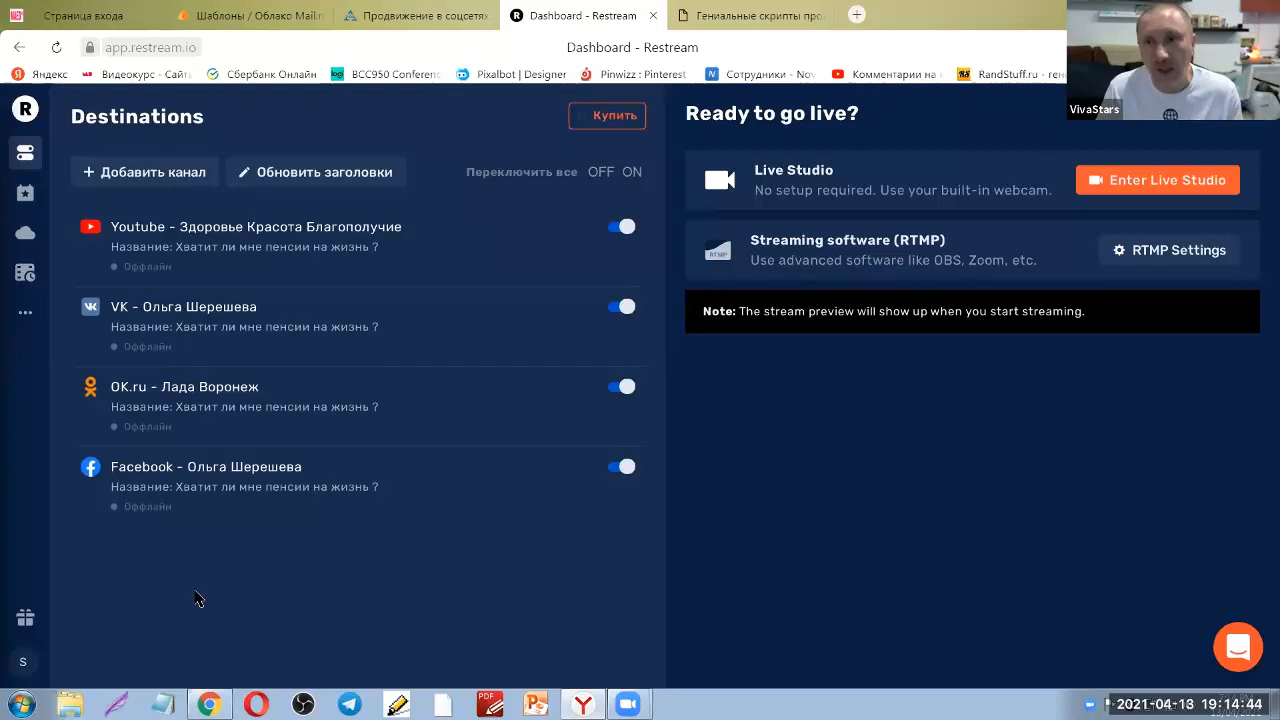 Страница входа
Шаблоны / Облако Mail.ru
Продвижение в соцсетях
Dashboard - Restream
Гениальные скрипты про
app.restream.io
Dashboard - Restream
Яндекс
Видеокурс - Сайт
Сбербанк Онлайн
BCC950 Conferenc
Pixalbot | Designer
Pinwizz : Pinterest
Сотрудники - Nov
Комментарии на к
RandStuff.ru - ген
VivaStars
Destinations
Купить
Ready to go live?
+ Добавить канал
Обновить заголовки
Переключить все OFF ON
Youtube - Здоровье Красота Благополучие
Название: Хватит ли мне пенсии на жизнь ?
Оффлайн
VK - Ольга Шерешева
Название: Хватит ли мне пенсии на жизнь ?
Оффлайн
OK.ru - Лада Воронеж
Название: Хватит ли мне пенсии на жизнь ?
Оффлайн
Facebook - Ольга Шерешева
Название: Хватит ли мне пенсии на жизнь ?
Оффлайн
Live Studio
No setup required. Use your built-in webcam.
Enter Live Studio
Streaming software (RTMP)
Use advanced software like OBS, Zoom, etc.
RTMP Settings
RTMP
Note: The stream preview will show up when you start streaming.
S
PDF
2021-04-13 19:14:44